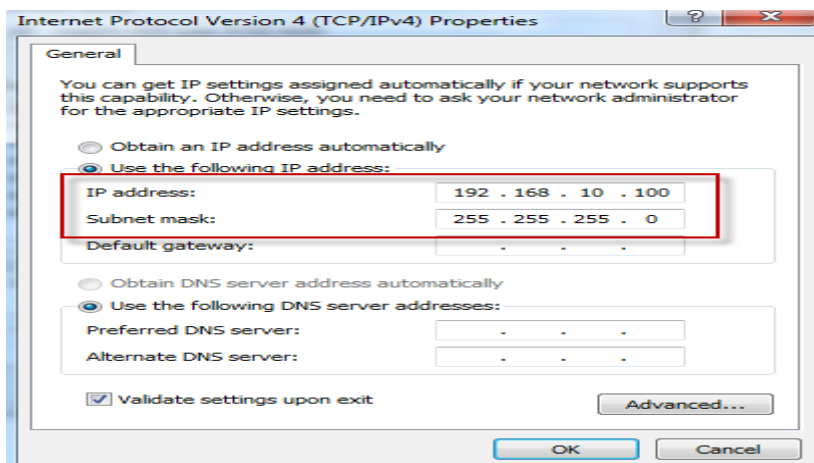 Internet Protocol Version 4 (TCP/IPv4) Properties
General
You can get IP settings assigned automatically if your network supports
this capability. Otherwise, you need to ask your network administrator
for the appropriate IP settings.
Obtain an IP address automatically
Use the following IP address:
IP address: 192 . 168 . 10 . 100
Subnet mask: 255 . 255 . 255 . 0
Default gateway: . . .
Obtain DNS server address automatically
Use the following DNS server addresses:
Preferred DNS server: . . .
Alternate DNS server: . . .
Validate settings upon exit
Advanced...
OK Cancel